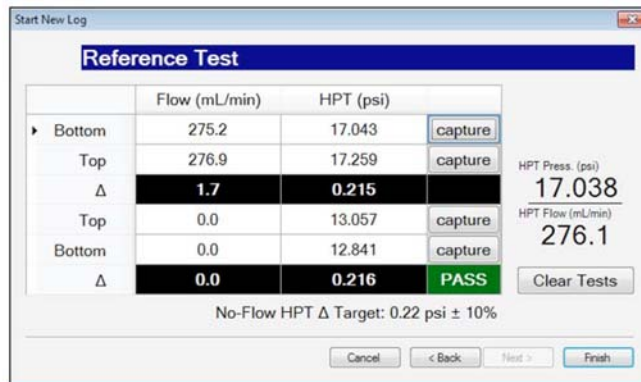 Start New Log
Reference Test
Flow (mL/min) HPT (psi)
Bottom 275.2 17.043 capture
Top 276.9 17.259 capture
Δ 1.7 0.215
Top 0.0 13.057 capture
Bottom 0.0 12.841 capture
Δ 0.0 0.216 PASS
HPT Press. (psi)
17.038
HPT Flow (mL/min)
276.1
Clear Tests
No-Flow HPT Δ Target: 0.22 psi ± 10%
Cancel < Back Next > Finish